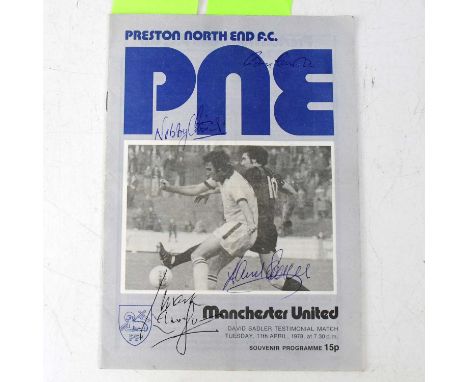 PRESTON NORTH END F.C.
PNE
Nobby
10
Manchester United
DAVID SADLER TESTIMONIAL MATCH
TUESDAY, 11th APRIL, 1978, at 7.30 p.m.
SOUVENIR PROGRAMME 15p